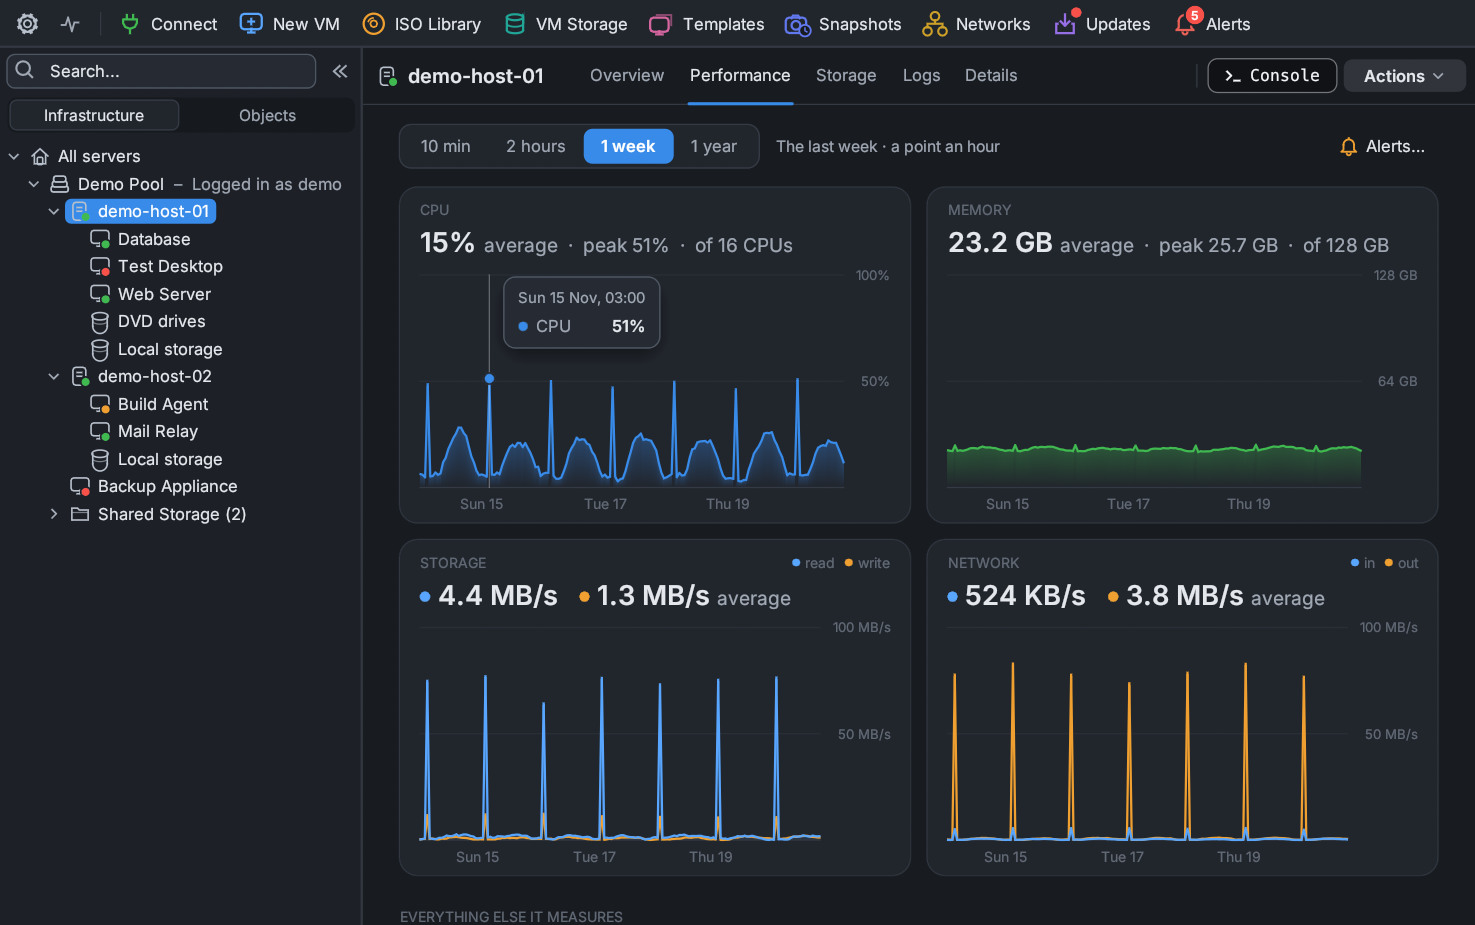 Connect
New VM
ISO Library
VM Storage
Templates
Snapshots
Networks
Updates
5
Alerts
Search...
demo-host-01
Overview
Performance
Storage
Logs
Details
>_ Console
Actions
Infrastructure
Objects
All servers
Demo Pool – Logged in as demo
demo-host-01
Database
Test Desktop
Web Server
DVD drives
Local storage
demo-host-02
Build Agent
Mail Relay
Local storage
Backup Appliance
Shared Storage (2)
10 min
2 hours
1 week
1 year
The last week · a point an hour
Alerts...
CPU
15% average · peak 51% · of 16 CPUs
100%
Sun 15 Nov, 03:00
CPU 51%
50%
Sun 15
Tue 17
Thu 19
MEMORY
23.2 GB average · peak 25.7 GB · of 128 GB
128 GB
64 GB
Sun 15
Tue 17
Thu 19
STORAGE
read
write
4.4 MB/s
1.3 MB/s average
100 MB/s
50 MB/s
Sun 15
Tue 17
Thu 19
NETWORK
in
out
524 KB/s
3.8 MB/s average
100 MB/s
50 MB/s
Sun 15
Tue 17
Thu 19
EVERYTHING ELSE IT MEASURES